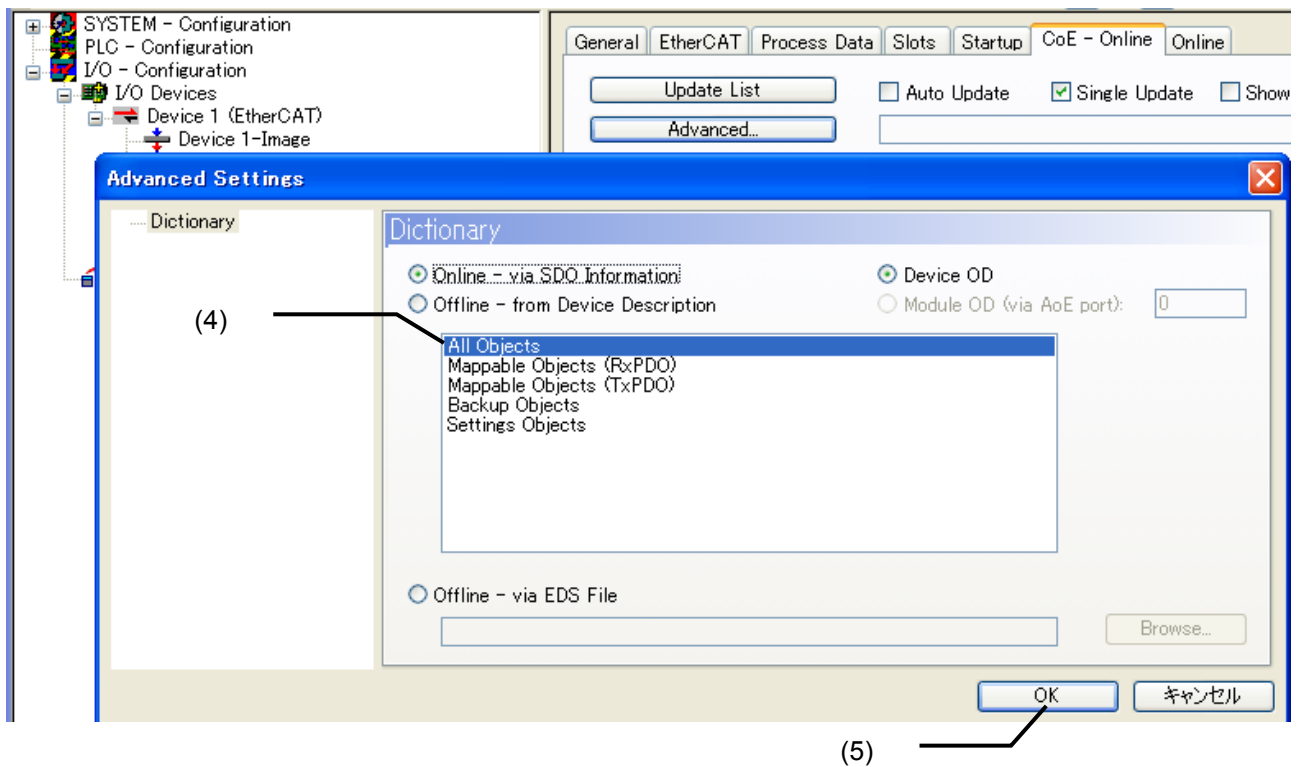 SYSTEM - Configuration
PLC - Configuration
I/O - Configuration
I/O Devices
Device 1 (EtherCAT)
Device 1-Image
General EtherCAT Process Data Slots Startup CoE - Online Online
Update List Auto Update Single Update Show
Advanced...
Advanced Settings
Dictionary
Dictionary
Online - via SDO Information Device OD
Offline - from Device Description Module OD (via AoE port): 0
(4)
All Objects
Mappable Objects (RxPDO)
Mappable Objects (TxPDO)
Backup Objects
Settings Objects
Offline - via EDS File
Browse...
OK キャンセル
(5)